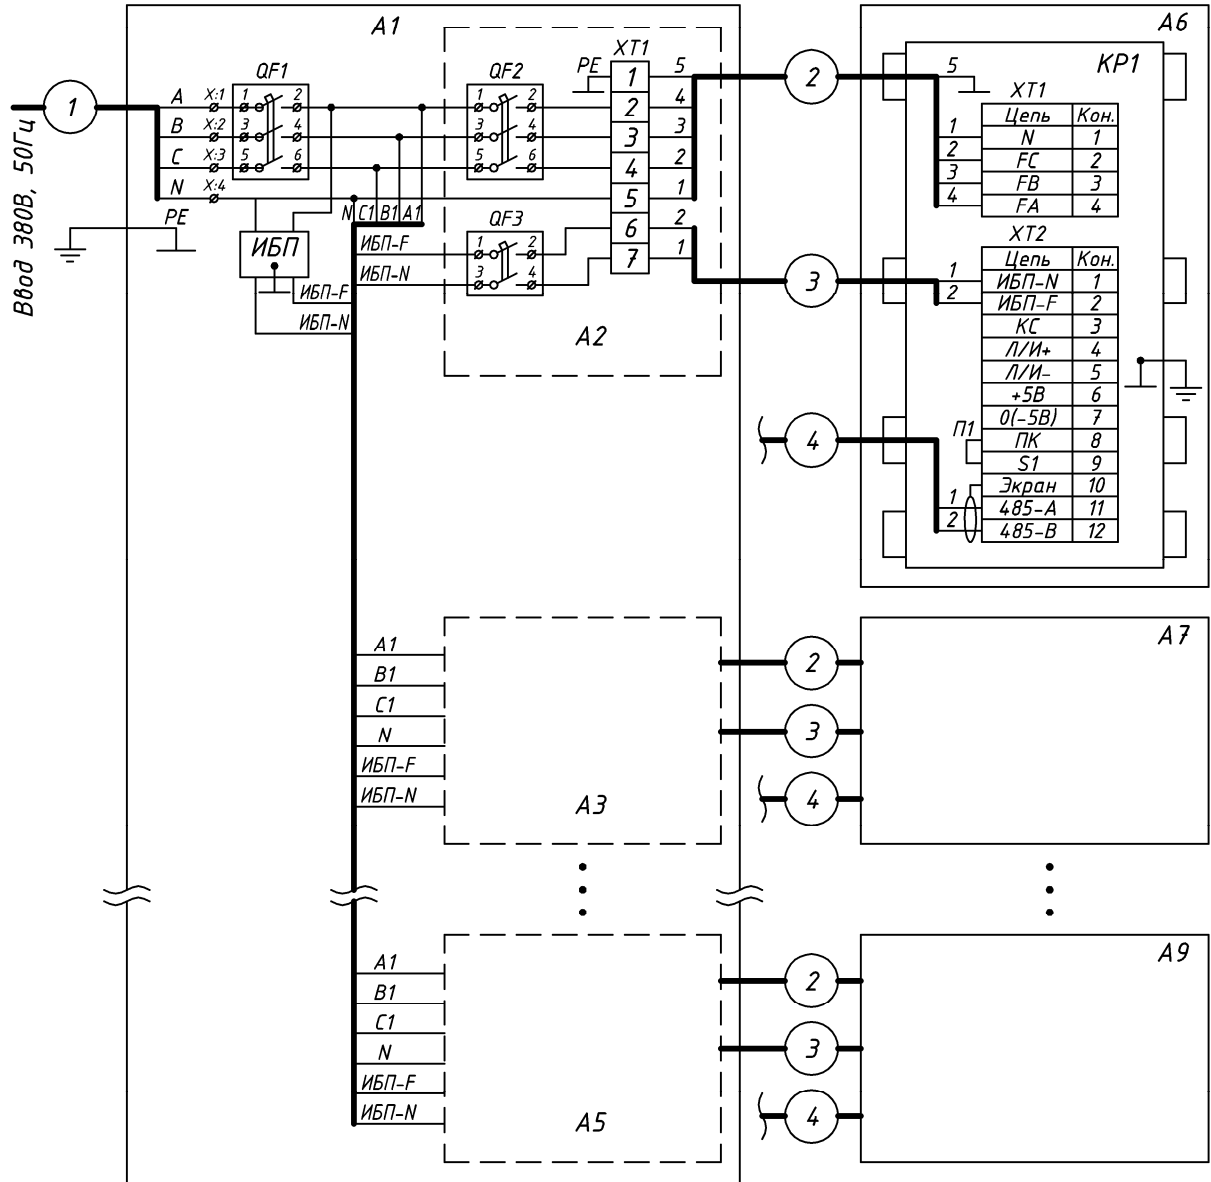 A1
A6
Ввод 380В, 50Гц
1
A X:1
B X:2
C X:3
N X:4
PE
QF1
1 2
3 4
5 6
QF2
1 2
3 4
5 6
XT1
PE 1 5
2 4
3 3
4 2
5 1
6 2
7 1
N C1 B1 A1
QF3
1 2
3 4
ИБП
ИБП-F
ИБП-N
ИБП-F
ИБП-N
A2
2
3
4
KP1
5
XT1
Цепь Кон.
1 N 1
2 FC 2
3 FB 3
4 FA 4
XT2
Цепь Кон.
1 ИБП-N 1
2 ИБП-F 2
КС 3
Л/И+ 4
Л/И- 5
+5В 6
0(-5В) 7
П1 ПК 8
S1 9
Экран 10
1 485-A 11
2 485-B 12
A1
B1
C1
N
ИБП-F
ИБП-N
A3
2
3
4
A7
A1
B1
C1
N
ИБП-F
ИБП-N
A5
2
3
4
A9